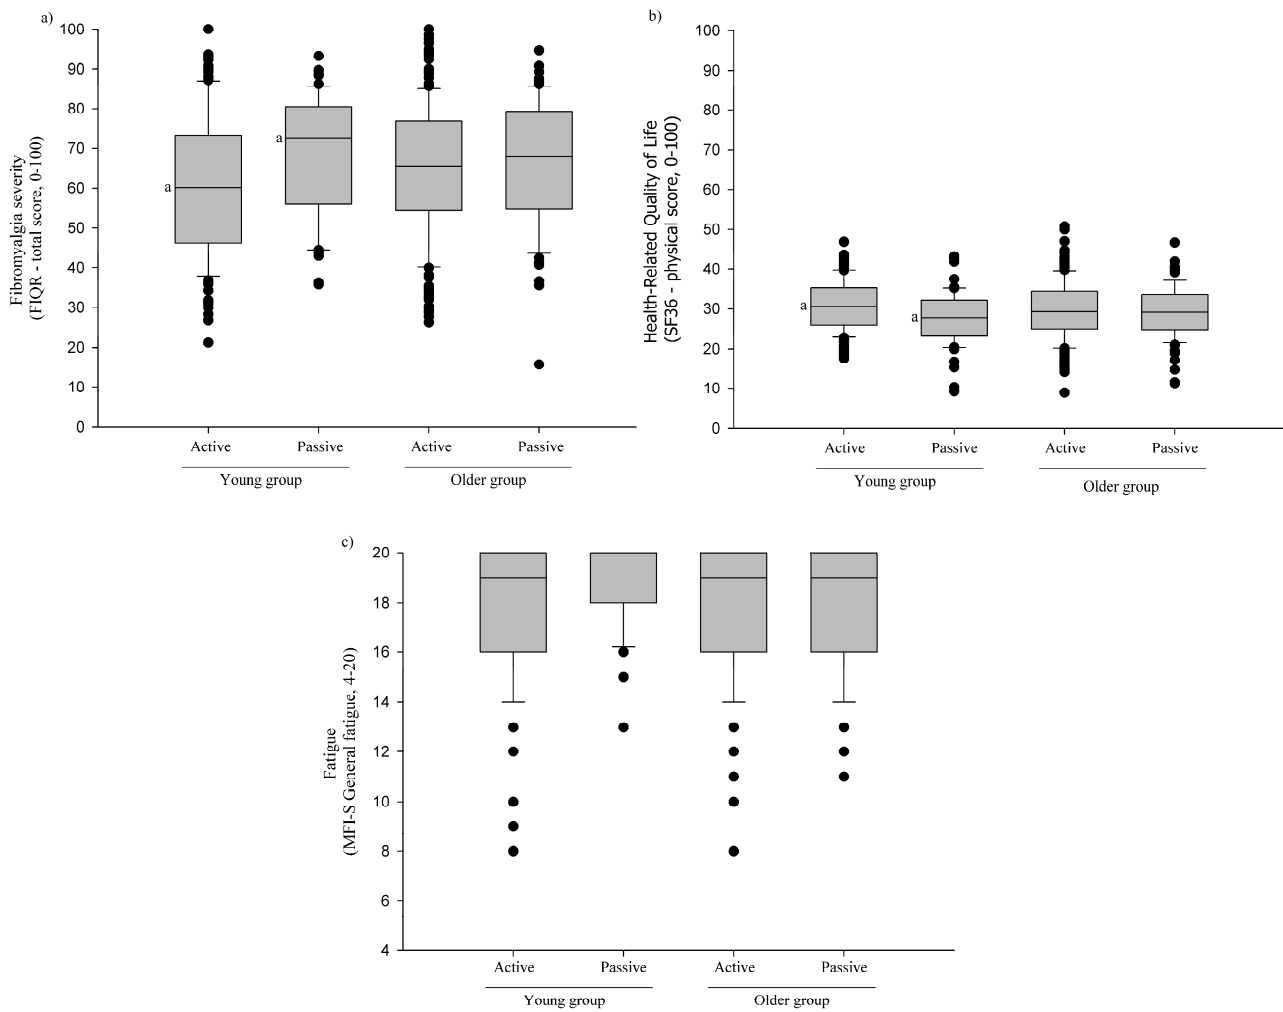 a)
Fibromyalgia severity
(FIQR - total score, 0-100)
100
90
80
70
60
50
40
30
20
10
0
a
a
Active
Passive
Active
Passive
Young group
Older group
b)
Health-Related Quality of Life
(SF36 - physical score, 0-100)
100
90
80
70
60
50
40
30
20
10
0
a
a
Active
Passive
Active
Passive
Young group
Older group
c)
Fatigue
(MFI-S General fatigue, 4-20)
20
18
16
14
12
10
8
6
4
Active
Passive
Active
Passive
Young group
Older group